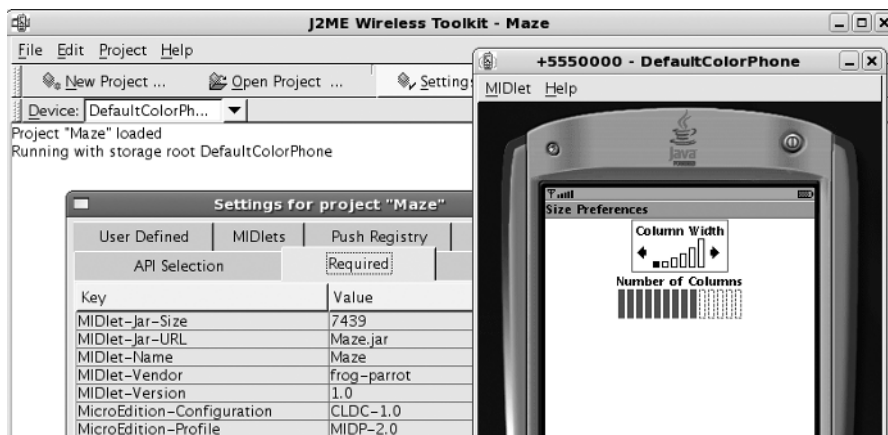 J2ME Wireless Toolkit - Maze
File Edit Project Help
New Project ... Open Project ... Setting
Device: DefaultColorPh...
Project "Maze" loaded
Running with storage root DefaultColorPhone
Settings for project "Maze"
User Defined MIDlets Push Registry
API Selection Required
Key Value
MIDlet-Jar-Size 7439
MIDlet-Jar-URL Maze.jar
MIDlet-Name Maze
MIDlet-Vendor frog-parrot
MIDlet-Version 1.0
MicroEdition-Configuration CLDC-1.0
MicroEdition-Profile MIDP-2.0
+5550000 - DefaultColorPhone
MIDlet Help
Java
POWERED
Size Preferences
Column Width
Number of Columns